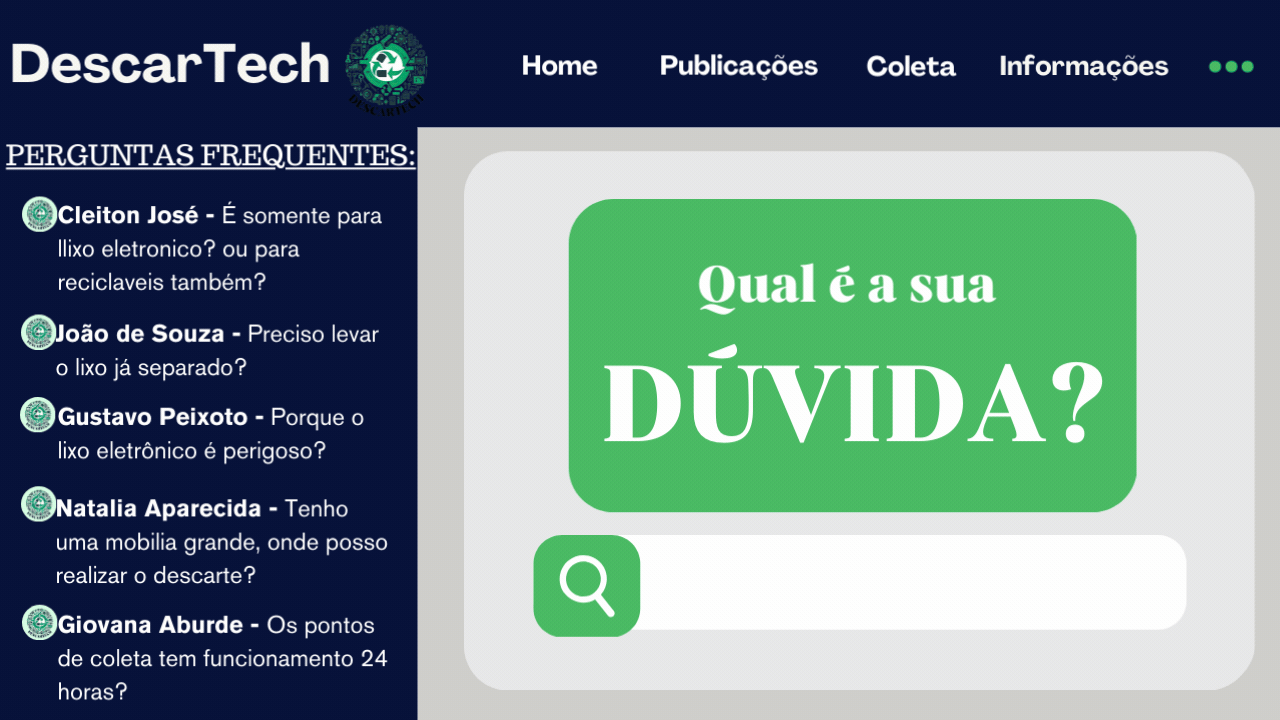 DescarTech
DESCARTECH
Home
Publicações
Coleta
Informações
PERGUNTAS FREQUENTES:
Cleiton José - É somente para
llixo eletronico? ou para
reciclaveis também?
João de Souza - Preciso levar
o lixo já separado?
Gustavo Peixoto - Porque o
lixo eletrônico é perigoso?
Natalia Aparecida - Tenho
uma mobilia grande, onde posso
realizar o descarte?
Giovana Aburde - Os pontos
de coleta tem funcionamento 24
horas?
Qual é a sua
DÚVIDA?